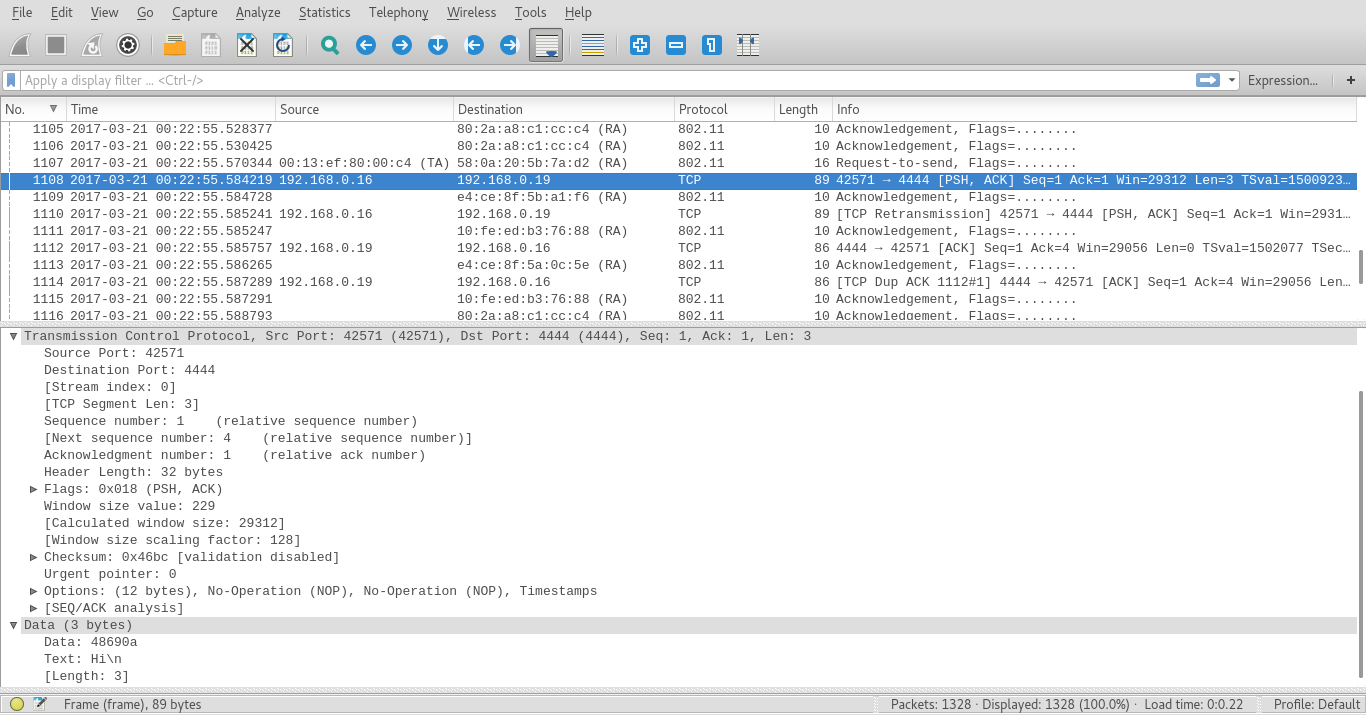 File Edit View Go Capture Analyze Statistics Telephony Wireless Tools Help
Apply a display filter ... <Ctrl-/> Expression... +
No. Time Source Destination Protocol Length Info
1105 2017-03-21 00:22:55.528377 80:2a:a8:c1:cc:c4 (RA) 802.11 10 Acknowledgement, Flags=........
1106 2017-03-21 00:22:55.530425 80:2a:a8:c1:cc:c4 (RA) 802.11 10 Acknowledgement, Flags=........
1107 2017-03-21 00:22:55.570344 00:13:ef:80:00:c4 (TA) 58:0a:20:5b:7a:d2 (RA) 802.11 16 Request-to-send, Flags=........
1108 2017-03-21 00:22:55.584219 192.168.0.16 192.168.0.19 TCP 89 42571 → 4444 [PSH, ACK] Seq=1 Ack=1 Win=29312 Len=3 TSval=1500923…
1109 2017-03-21 00:22:55.584728 e4:ce:8f:5b:a1:f6 (RA) 802.11 10 Acknowledgement, Flags=........
1110 2017-03-21 00:22:55.585241 192.168.0.16 192.168.0.19 TCP 89 [TCP Retransmission] 42571 → 4444 [PSH, ACK] Seq=1 Ack=1 Win=2931…
1111 2017-03-21 00:22:55.585247 10:fe:ed:b3:76:88 (RA) 802.11 10 Acknowledgement, Flags=........
1112 2017-03-21 00:22:55.585757 192.168.0.19 192.168.0.16 TCP 86 4444 → 42571 [ACK] Seq=1 Ack=4 Win=29056 Len=0 TSval=1502077 TSec…
1113 2017-03-21 00:22:55.586265 e4:ce:8f:5a:0c:5e (RA) 802.11 10 Acknowledgement, Flags=........
1114 2017-03-21 00:22:55.587289 192.168.0.19 192.168.0.16 TCP 86 [TCP Dup ACK 1112#1] 4444 → 42571 [ACK] Seq=1 Ack=4 Win=29056 Len…
1115 2017-03-21 00:22:55.587291 10:fe:ed:b3:76:88 (RA) 802.11 10 Acknowledgement, Flags=........
1116 2017-03-21 00:22:55.588793 80:2a:a8:c1:cc:c4 (RA) 802.11 10 Acknowledgement, Flags=........
Transmission Control Protocol, Src Port: 42571 (42571), Dst Port: 4444 (4444), Seq: 1, Ack: 1, Len: 3
Source Port: 42571
Destination Port: 4444
[Stream index: 0]
[TCP Segment Len: 3]
Sequence number: 1 (relative sequence number)
[Next sequence number: 4 (relative sequence number)]
Acknowledgment number: 1 (relative ack number)
Header Length: 32 bytes
Flags: 0x018 (PSH, ACK)
Window size value: 229
[Calculated window size: 29312]
[Window size scaling factor: 128]
Checksum: 0x46bc [validation disabled]
Urgent pointer: 0
Options: (12 bytes), No-Operation (NOP), No-Operation (NOP), Timestamps
[SEQ/ACK analysis]
Data (3 bytes)
Data: 48690a
Text: Hi\n
[Length: 3]
Frame (frame), 89 bytes Packets: 1328 · Displayed: 1328 (100.0%) · Load time: 0:0.22 Profile: Default